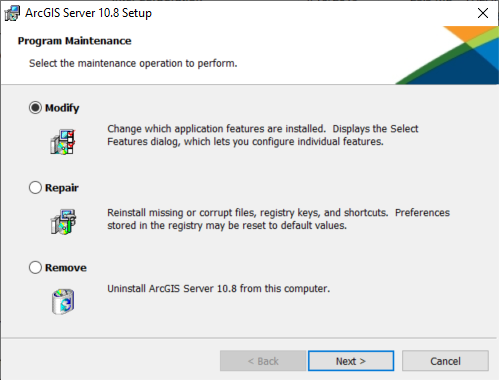 ArcGIS Server 10.8 Setup
Program Maintenance
Select the maintenance operation to perform.
Modify
Change which application features are installed.  Displays the Select
Features dialog, which lets you configure individual features.
Repair
Reinstall missing or corrupt files, registry keys, and shortcuts.  Preferences
stored in the registry may be reset to default values.
Remove
Uninstall ArcGIS Server 10.8 from this computer.
< Back
Next >
Cancel